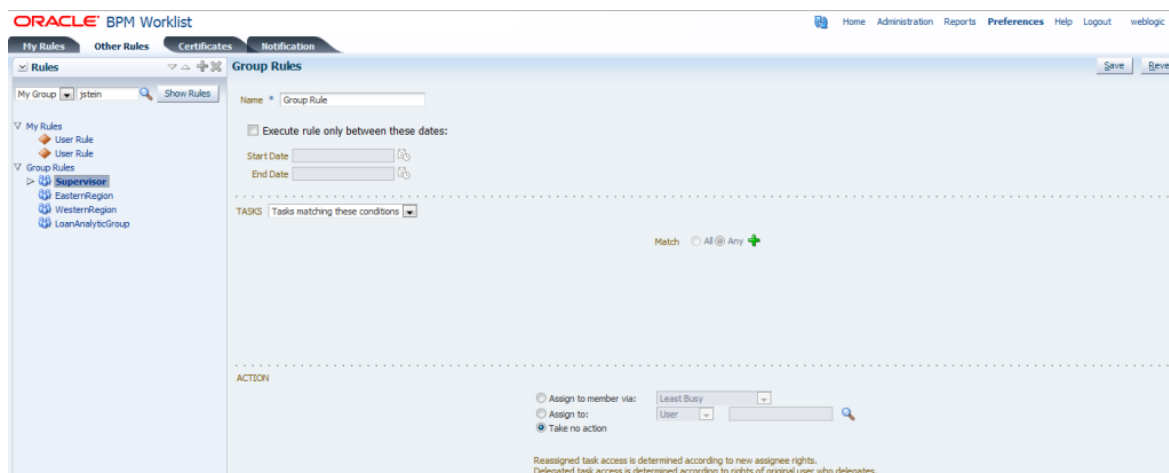 ORACLE BPM Worklist
Home Administration Reports Preferences Help Logout weblogic
My Rules Other Rules Certificates Notification
Rules
My Group jstein Show Rules
My Rules
User Rule
User Rule
Group Rules
Supervisor
EasternRegion
WesternRegion
LoanAnalyticGroup
Group Rules
Save Reve
Name * Group Rule
Execute rule only between these dates:
Start Date
End Date
TASKS Tasks matching these conditions
Match All Any
ACTION
Assign to member via: Least Busy
Assign to: User
Take no action
Reassigned task access is determined according to new assignee rights.
Delegated task access is determined according to rights of original user who delegates.